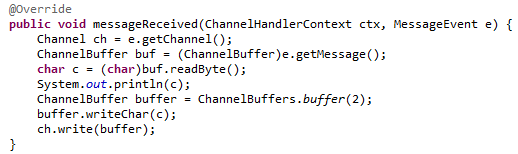 @Override
public void messageReceived(ChannelHandlerContext ctx, MessageEvent e) {
    Channel ch = e.getChannel();
    ChannelBuffer buf = (ChannelBuffer)e.getMessage();
    char c = (char)buf.readByte();
    System.out.println(c);
    ChannelBuffer buffer = ChannelBuffers.buffer(2);
    buffer.writeChar(c);
    ch.write(buffer);
}